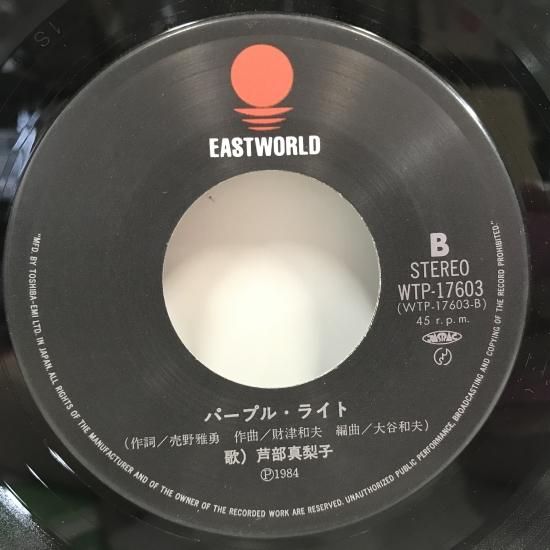 EASTWORLD
B
STEREO
WTP-17603
(WTP-17603-B)
45 r.p.m.
JASRAC
パープル・ライト
(作詞/売野雅勇 作曲/財津和夫 編曲/大谷和夫)
歌) 芦部真梨子
Ⓟ1984
"MFD. BY TOSHIBA-EMI LTD. IN JAPAN. ALL RIGHTS OF THE MANUFACTURER AND OF THE OWNER OF THE RECORDED WORK ARE RESERVED. UNAUTHORIZED PUBLIC PERFORMANCE, BROADCASTING AND COPYING OF THE RECORD PROHIBITED."